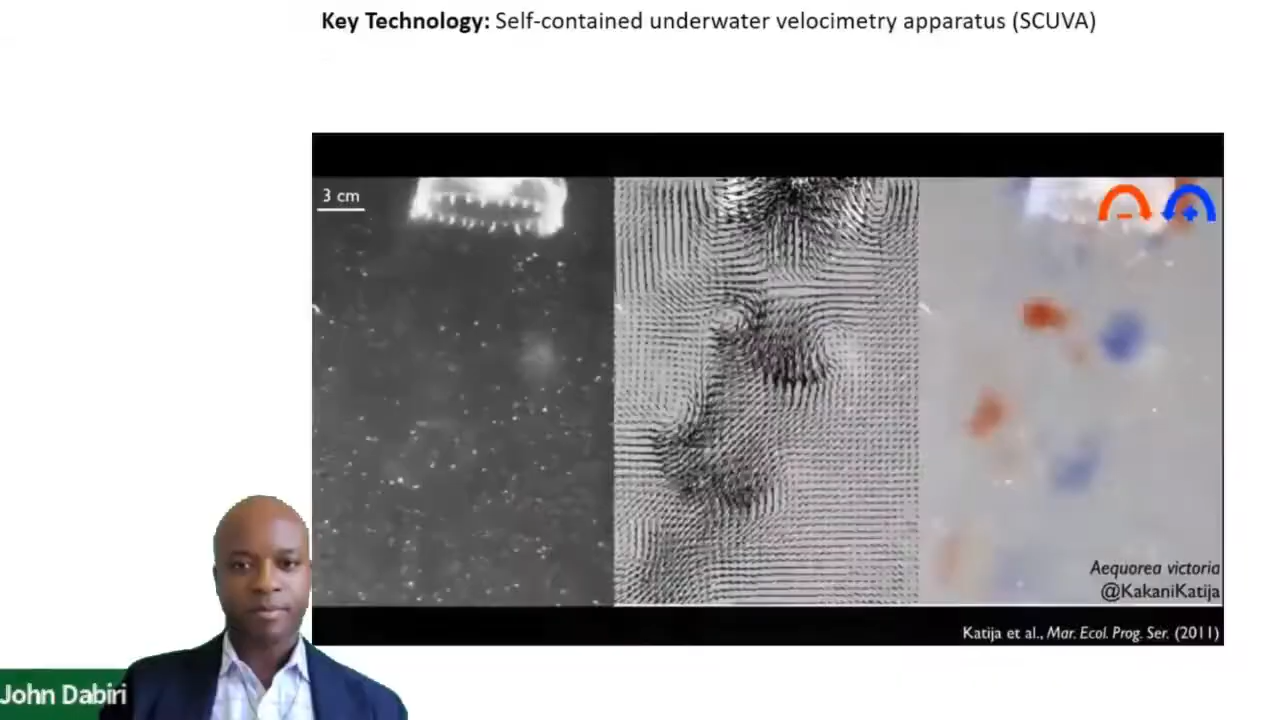 Key Technology: Self-contained underwater velocimetry apparatus (SCUVA)
3 cm
− +
Aequorea victoria
@KakaniKatija
Katija et al., Mar. Ecol. Prog. Ser. (2011)
John Dabiri